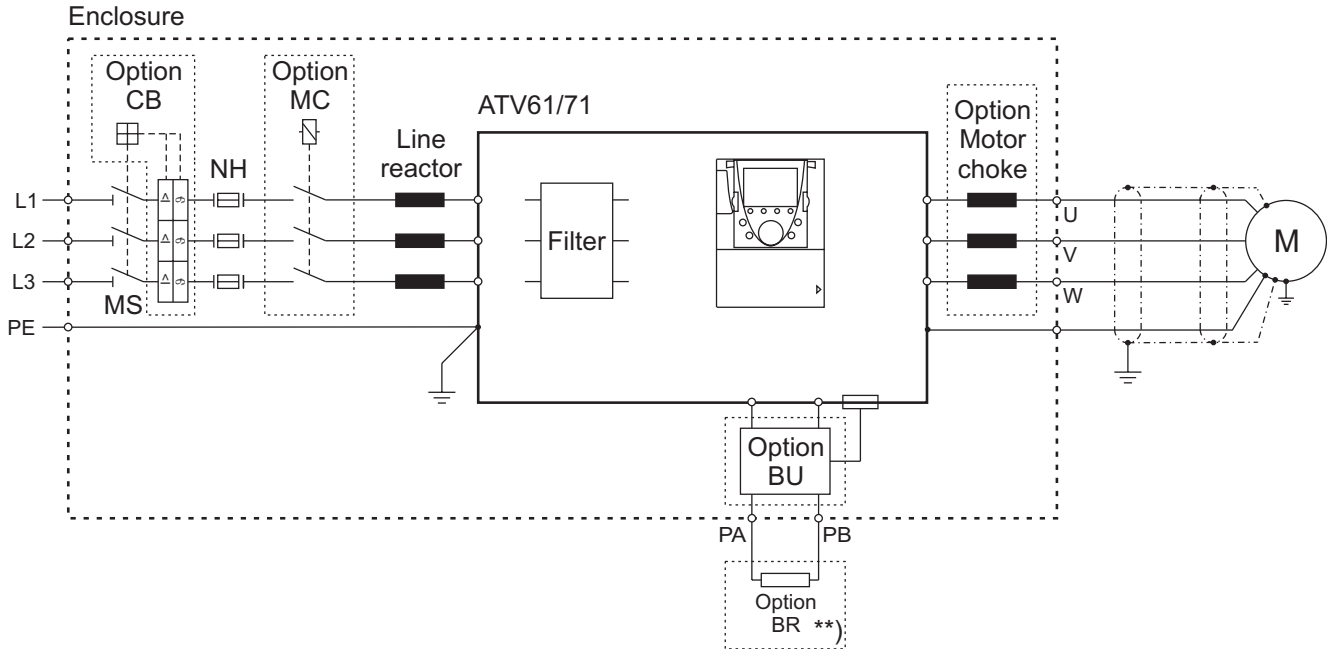 Enclosure
Option
CB
Option
MC
ATV61/71
Option
Motor
choke
Line
reactor
NH
L1
L2
L3
MS
PE
Filter
U
V
W
M
Option
BU
PA
PB
Option
BR **)